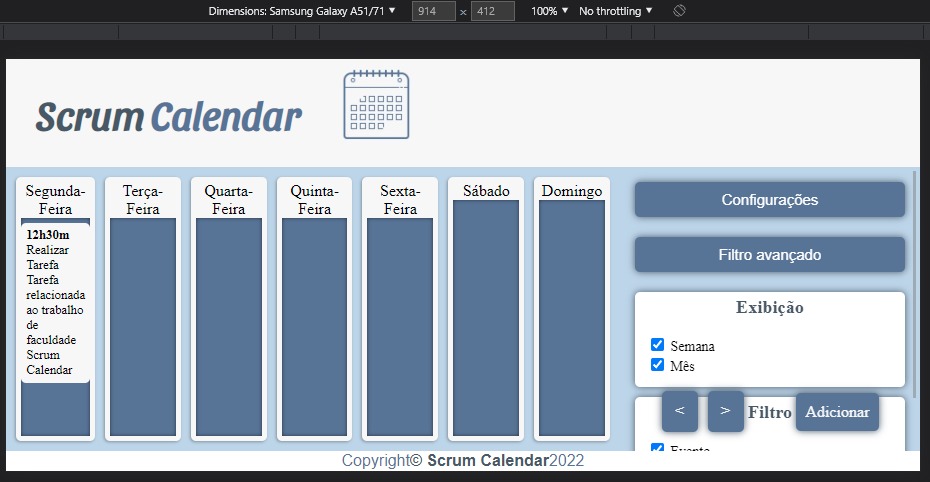 Dimensions: Samsung Galaxy A51/71 ▼ 914 × 412 100% ▼ No throttling ▼
Scrum Calendar
Segunda-
Feira
12h30m
Realizar
Tarefa
Tarefa
relacionada
ao trabalho
de
faculdade
Scrum
Calendar
Terça-
Feira
Quarta-
Feira
Quinta-
Feira
Sexta-
Feira
Sábado
Domingo
Configurações
Filtro avançado
Exibição
Semana
Mês
< > Filtro Adicionar
Evento
Copyright© Scrum Calendar2022